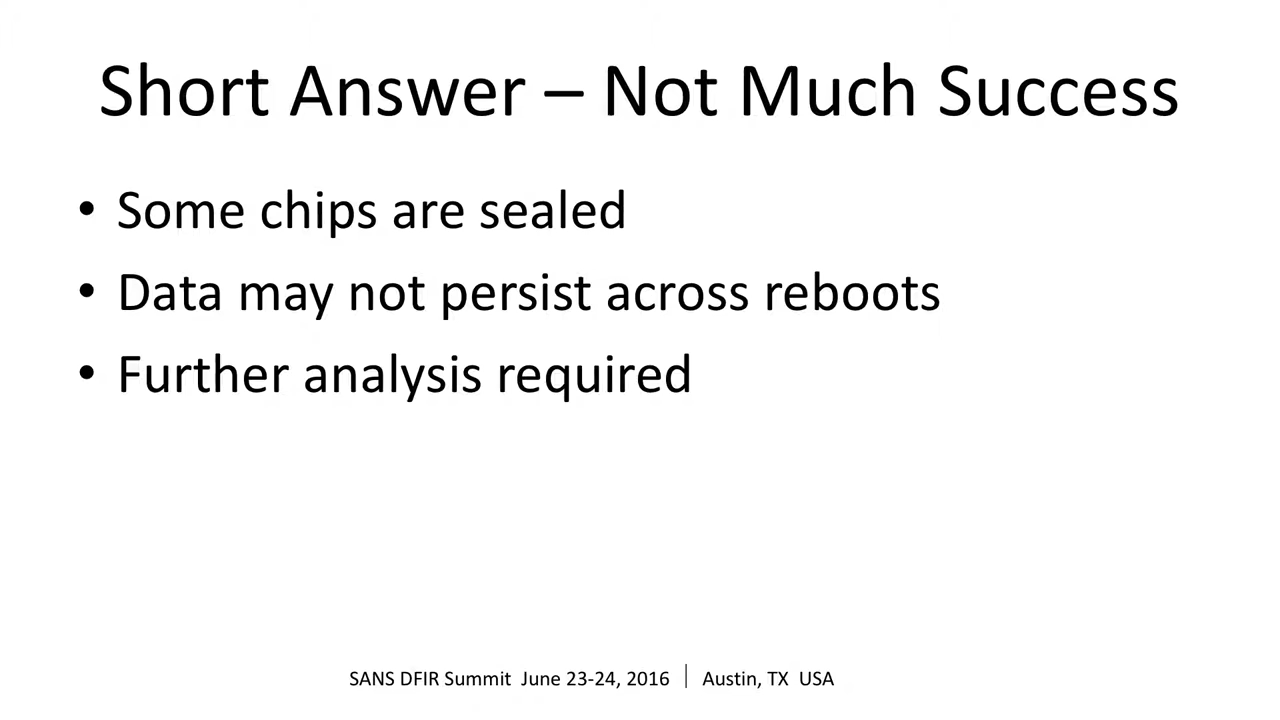 Short Answer – Not Much Success
• Some chips are sealed
• Data may not persist across reboots
• Further analysis required
SANS DFIR Summit June 23-24, 2016 | Austin, TX USA